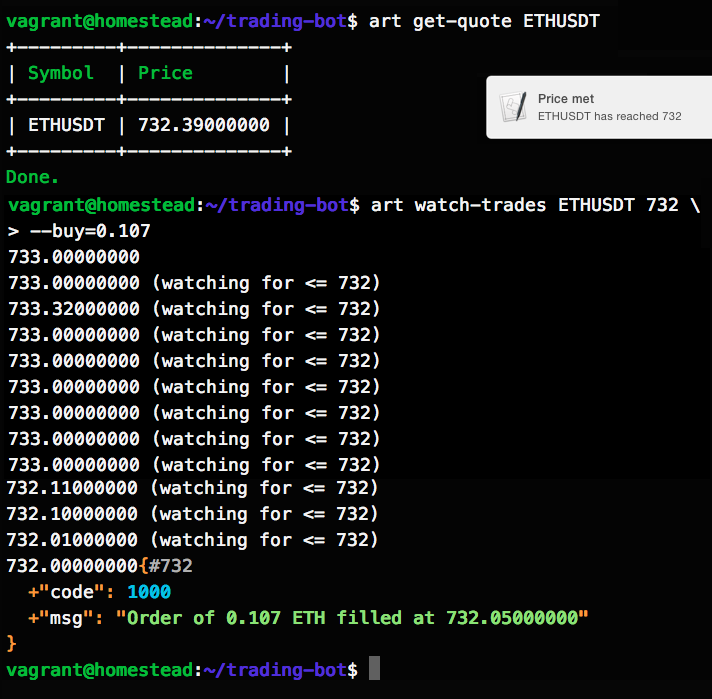 vagrant@homestead:~/trading-bot$ art get-quote ETHUSDT
+---------+--------------+
| Symbol  | Price        |
+---------+--------------+
| ETHUSDT | 732.39000000 |
+---------+--------------+
Price met
ETHUSDT has reached 732
Done.
vagrant@homestead:~/trading-bot$ art watch-trades ETHUSDT 732 \
> --buy=0.107
733.00000000
733.00000000 (watching for <= 732)
733.32000000 (watching for <= 732)
733.00000000 (watching for <= 732)
733.00000000 (watching for <= 732)
733.00000000 (watching for <= 732)
733.00000000 (watching for <= 732)
733.00000000 (watching for <= 732)
733.00000000 (watching for <= 732)
732.11000000 (watching for <= 732)
732.10000000 (watching for <= 732)
732.01000000 (watching for <= 732)
732.00000000{#732
  +"code": 1000
  +"msg": "Order of 0.107 ETH filled at 732.05000000"
}
vagrant@homestead:~/trading-bot$